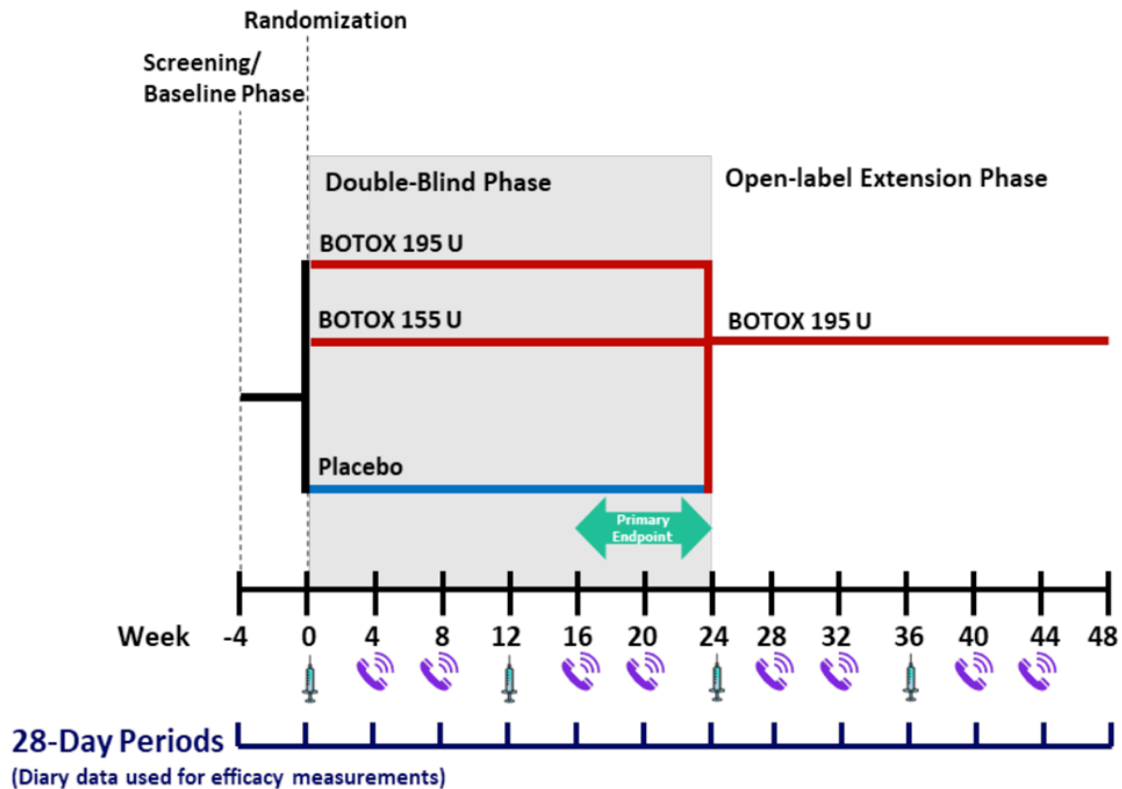 Randomization
Screening/
Baseline Phase
Double-Blind Phase
Open-label Extension Phase
BOTOX 195 U
BOTOX 155 U
BOTOX 195 U
Placebo
Primary
Endpoint
Week -4 0 4 8 12 16 20 24 28 32 36 40 44 48
28-Day Periods
(Diary data used for efficacy measurements)